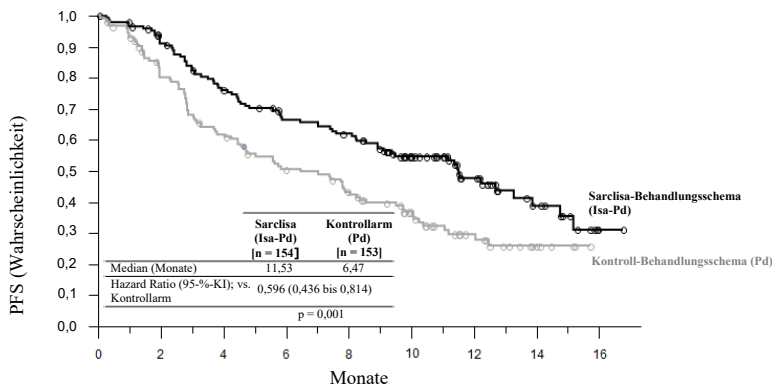 1,0
0,9
0,8
0,7
0,6
0,5
0,4
0,3
0,2
0,1
0,0
PFS (Wahrscheinlichkeit)
Sarclisa-Behandlungsschema
(Isa-Pd)
Kontroll-Behandlungsschema (Pd)
Sarclisa Kontrollarm
(Isa-Pd) (Pd)
[n = 154] [n = 153]
Median (Monate) 11,53 6,47
Hazard Ratio (95-%-KI); vs. Kontrollarm 0,596 (0,436 bis 0,814)
p = 0,001
0 2 4 6 8 10 12 14 16
Monate